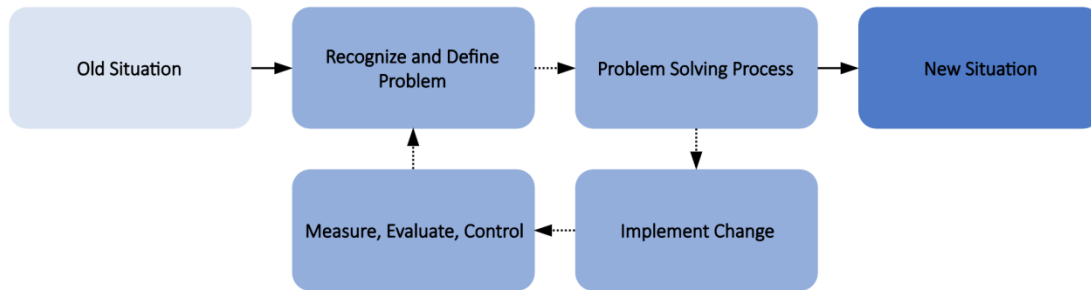 Old Situation
Recognize and Define
Problem
Problem Solving Process
New Situation
Measure, Evaluate, Control
Implement Change